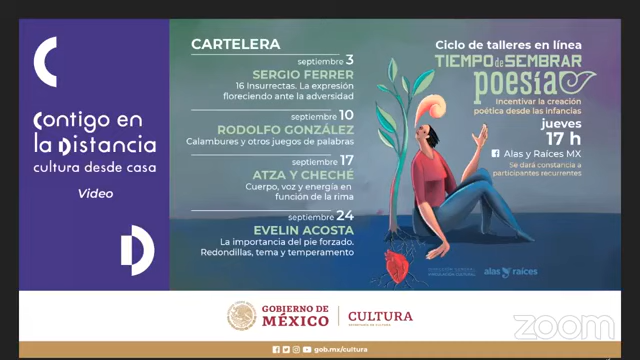 Contigo en
la Distancia
cultura desde casa
Video
CARTELERA
septiembre 3
SERGIO FERRER
16 Insurrectas. La expresión
floreciendo ante la adversidad
septiembre 10
RODOLFO GONZÁLEZ
Calambures y otros juegos de palabras
septiembre 17
ATZA Y CHECHÉ
Cuerpo, voz y energía en
función de la rima
septiembre 24
EVELIN ACOSTA
La importancia del pie forzado.
Redondillas, tema y temperamento
Ciclo de talleres en línea
TIEMPO de SEMBRAR
poesía
Incentivar la creación
poética desde las infancias
jueves
17 h
Alas y Raíces MX
Se dará constancia a
participantes recurrentes
alas y raíces
GOBIERNO DE
MÉXICO
CULTURA
SECRETARÍA DE CULTURA
gob.mx/cultura
zoom